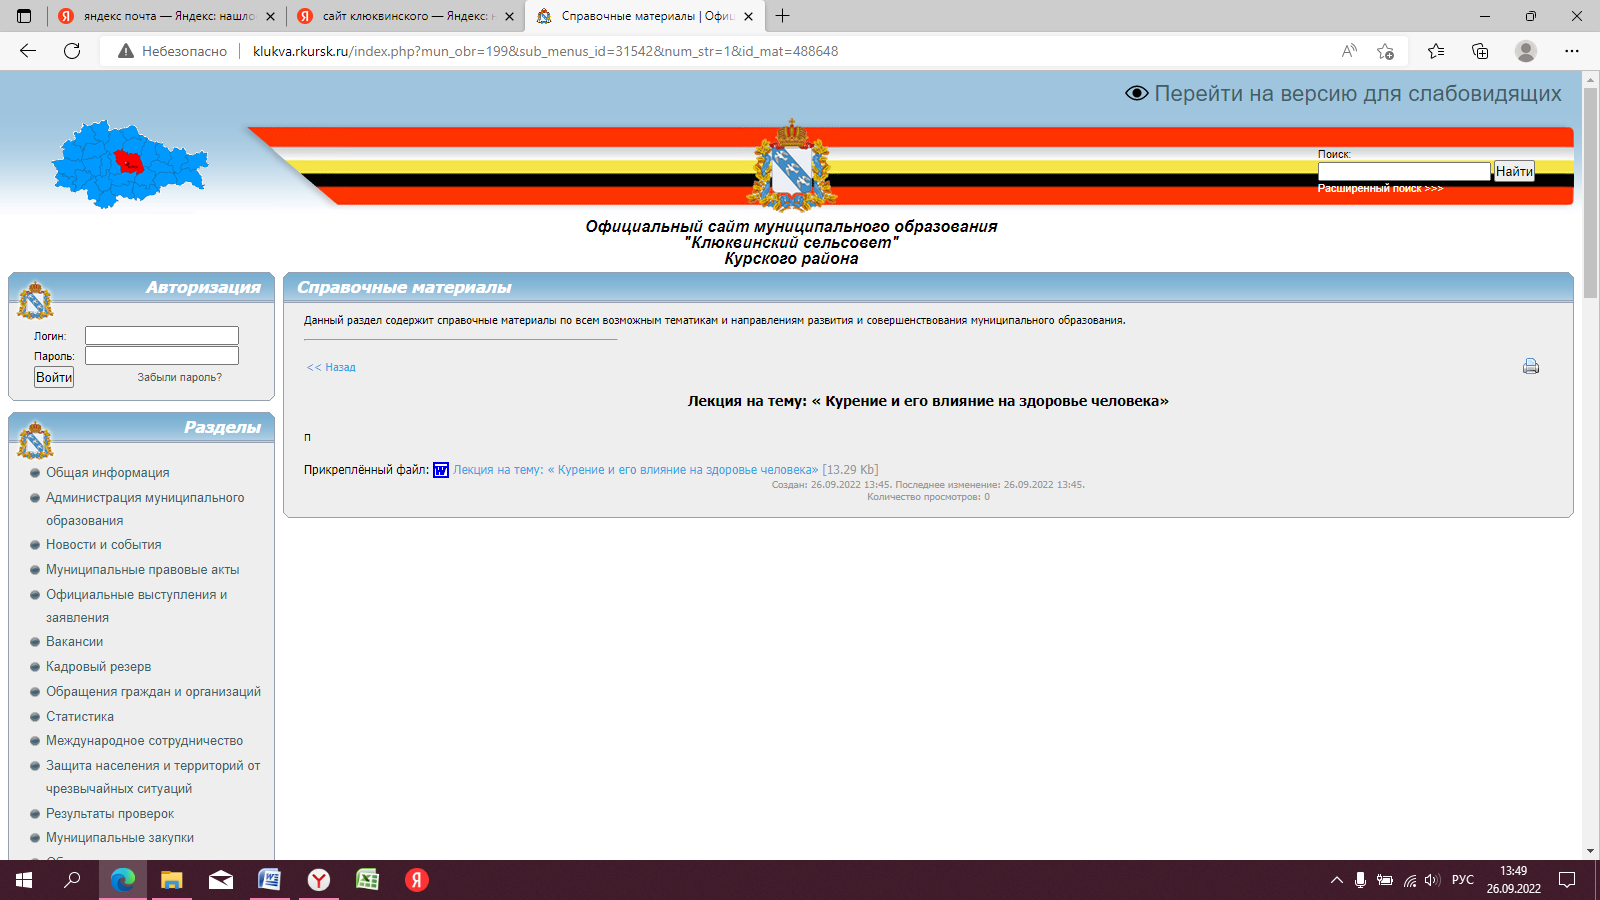 яндекс почта — Яндекс: нашло
сайт клюквинского — Яндекс: н
Справочные материалы | Офиц
Небезопасно
klukva.rkursk.ru/index.php?mun_obr=199&sub_menus_id=31542&num_str=1&id_mat=488648
Перейти на версию для слабовидящих
Поиск:
Найти
Расширенный поиск >>>
Официальный сайт муниципального образования
"Клюквинский сельсовет"
Курского района
Авторизация
Логин:
Пароль:
Войти
Забыли пароль?
Разделы
Общая информация
Администрация муниципального
образования
Новости и события
Муниципальные правовые акты
Официальные выступления и
заявления
Вакансии
Кадровый резерв
Обращения граждан и организаций
Статистика
Международное сотрудничество
Защита населения и территорий от
чрезвычайных ситуаций
Результаты проверок
Муниципальные закупки
Справочные материалы
Данный раздел содержит справочные материалы по всем возможным тематикам и направлениям развития и совершенствования муниципального образования.
<< Назад
Лекция на тему: « Курение и его влияние на здоровье человека»
п
Прикреплённый файл: Лекция на тему: « Курение и его влияние на здоровье человека» [13.29 Kb]
Создан: 26.09.2022 13:45. Последнее изменение: 26.09.2022 13:45.
Количество просмотров: 0
РУС
13:49
26.09.2022